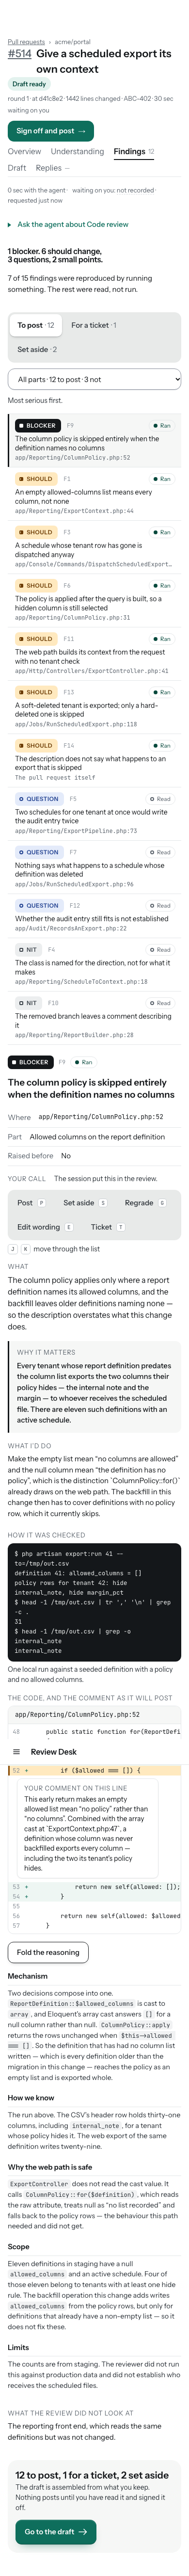 Pull requests › acme/portal
#514 Give a scheduled export its
own context
Draft ready
round 1 · at d41c8e2 · 1442 lines changed · ABC-402 · 30 sec
waiting on you
Sign off and post →
Overview Understanding Findings 12
Draft Replies —
0 sec with the agent · waiting on you: not recorded ·
requested just now
Ask the agent about Code review
1 blocker. 6 should change,
3 questions, 2 small points.
7 of 15 findings were reproduced by running
something. The rest were read, not run.
To post · 12 For a ticket · 1
Set aside · 2
All parts · 12 to post · 3 not
Most serious first.
BLOCKER F9 Ran
The column policy is skipped entirely when the
definition names no columns
app/Reporting/ColumnPolicy.php:52
SHOULD F1 Ran
An empty allowed-columns list means every
column, not none
app/Reporting/ExportContext.php:44
SHOULD F3 Ran
A schedule whose tenant row has gone is
dispatched anyway
app/Console/Commands/DispatchScheduledExport…
SHOULD F6 Ran
The policy is applied after the query is built, so a
hidden column is still selected
app/Reporting/ColumnPolicy.php:31
SHOULD F11 Ran
The web path builds its context from the request
with no tenant check
app/Http/Controllers/ExportController.php:41
SHOULD F13 Ran
A soft-deleted tenant is exported; only a hard-
deleted one is skipped
app/Jobs/RunScheduledExport.php:118
SHOULD F14 Ran
The description does not say what happens to an
export that is skipped
The pull request itself
QUESTION F5 Read
Two schedules for one tenant at once would write
the audit entry twice
app/Reporting/ExportPipeline.php:73
QUESTION F7 Read
Nothing says what happens to a schedule whose
definition was deleted
app/Jobs/RunScheduledExport.php:96
QUESTION F12 Read
Whether the audit entry still fits is not established
app/Audit/RecordsAnExport.php:22
NIT F4 Read
The class is named for the direction, not for what it
makes
app/Reporting/ScheduleToContext.php:18
NIT F10 Read
The removed branch leaves a comment describing
it
app/Reporting/ReportBuilder.php:28
BLOCKER F9 Ran
The column policy is skipped entirely
when the definition names no columns
Where app/Reporting/ColumnPolicy.php:52
Part Allowed columns on the report definition
Raised before No
YOUR CALL The session put this in the review.
Post P Set aside S Regrade G
Edit wording E Ticket T
J K move through the list
WHAT
The column policy applies only where a report
definition names its allowed columns, and the
backfill leaves older definitions naming none —
so the description overstates what this change
does.
WHY IT MATTERS
Every tenant whose report definition predates
the column list exports the two columns their
policy hides — the internal note and the
margin — to whoever receives the scheduled
file. There are eleven such definitions with an
active schedule.
WHAT I'D DO
Make the empty list mean “no columns are allowed”
and the null column mean “the definition has no
policy”, which is the distinction `ColumnPolicy::for()`
already draws on the web path. The backfill in this
change then has to cover definitions with no policy
row, which it currently skips.
HOW IT WAS CHECKED
$ php artisan export:run 41 --
to=/tmp/out.csv
definition 41: allowed_columns = []
policy rows for tenant 42: hide
internal_note, hide margin_pct
$ head -1 /tmp/out.csv | tr ',' '\n' | grep
-c .
31
$ head -1 /tmp/out.csv | grep -o
internal_note
internal_note
One local run against a seeded definition with a policy
and no allowed columns.
THE CODE, AND THE COMMENT AS IT WILL POST
app/Reporting/ColumnPolicy.php:52
48 public static function for(ReportDefi
Review Desk
52 + if ($allowed === []) {
YOUR COMMENT ON THIS LINE
This early return makes an empty
allowed list mean “no policy” rather than
“no columns”. Combined with the array
cast at `ExportContext.php:47`, a
definition whose column was never
backfilled exports every column —
including the two its tenant's policy
hides.
53 + return new self(allowed: []);
54 + }
55
56 return new self(allowed: $allowed
57 }
Fold the reasoning
Mechanism
Two decisions compose into one.
ReportDefinition::$allowed_columns is cast to
array , and Eloquent's array cast answers [] for a
null column rather than null. ColumnPolicy::apply
returns the rows unchanged when $this->allowed
=== [] . So the definition that has had no column list
written — which is every definition older than the
migration in this change — reaches the policy as an
empty list and is exported whole.
How we know
The run above. The CSV's header row holds thirty-one
columns, including internal_note , for a tenant
whose policy hides it. The web export of the same
definition writes twenty-nine.
Why the web path is safe
ExportController does not read the cast value. It
calls ColumnPolicy::for($definition) , which reads
the raw attribute, treats null as “no list recorded” and
falls back to the policy rows — the behaviour this path
needed and did not get.
Scope
Eleven definitions in staging have a null
allowed_columns and an active schedule. Four of
those eleven belong to tenants with at least one hide
rule. The backfill operation this change adds writes
allowed_columns from the policy rows, but only for
definitions that already have a non-empty list — so it
does not fix these.
Limits
The counts are from staging. The reviewer did not run
this against production data and did not establish who
receives the scheduled files.
WHAT THE REVIEW DID NOT LOOK AT
The reporting front end, which reads the same
definitions but was not changed.
12 to post, 1 for a ticket, 2 set aside
The draft is assembled from what you keep.
Nothing posts until you have read it and signed it
off.
Go to the draft →